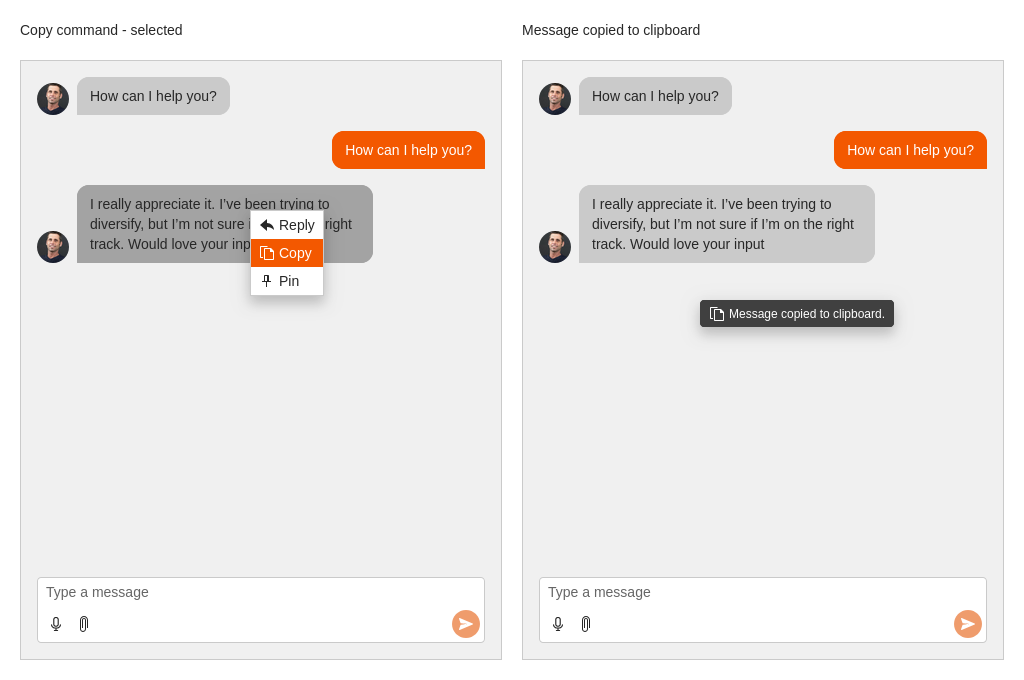 Copy command - selected
How can I help you?
How can I help you?
I really appreciate it. I’ve been trying to
diversify, but I’m not sure right
track. Would love your
Reply
Copy
Pin
Type a message
Message copied to clipboard
How can I help you?
How can I help you?
I really appreciate it. I’ve been trying to
diversify, but I’m not sure if I’m on the right
track. Would love your input
Message copied to clipboard.
Type a message